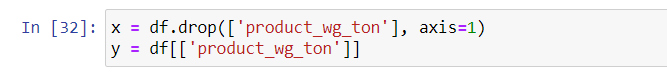 In [32]: x = df.drop(['product_wg_ton'], axis=1)
y = df[['product_wg_ton']]